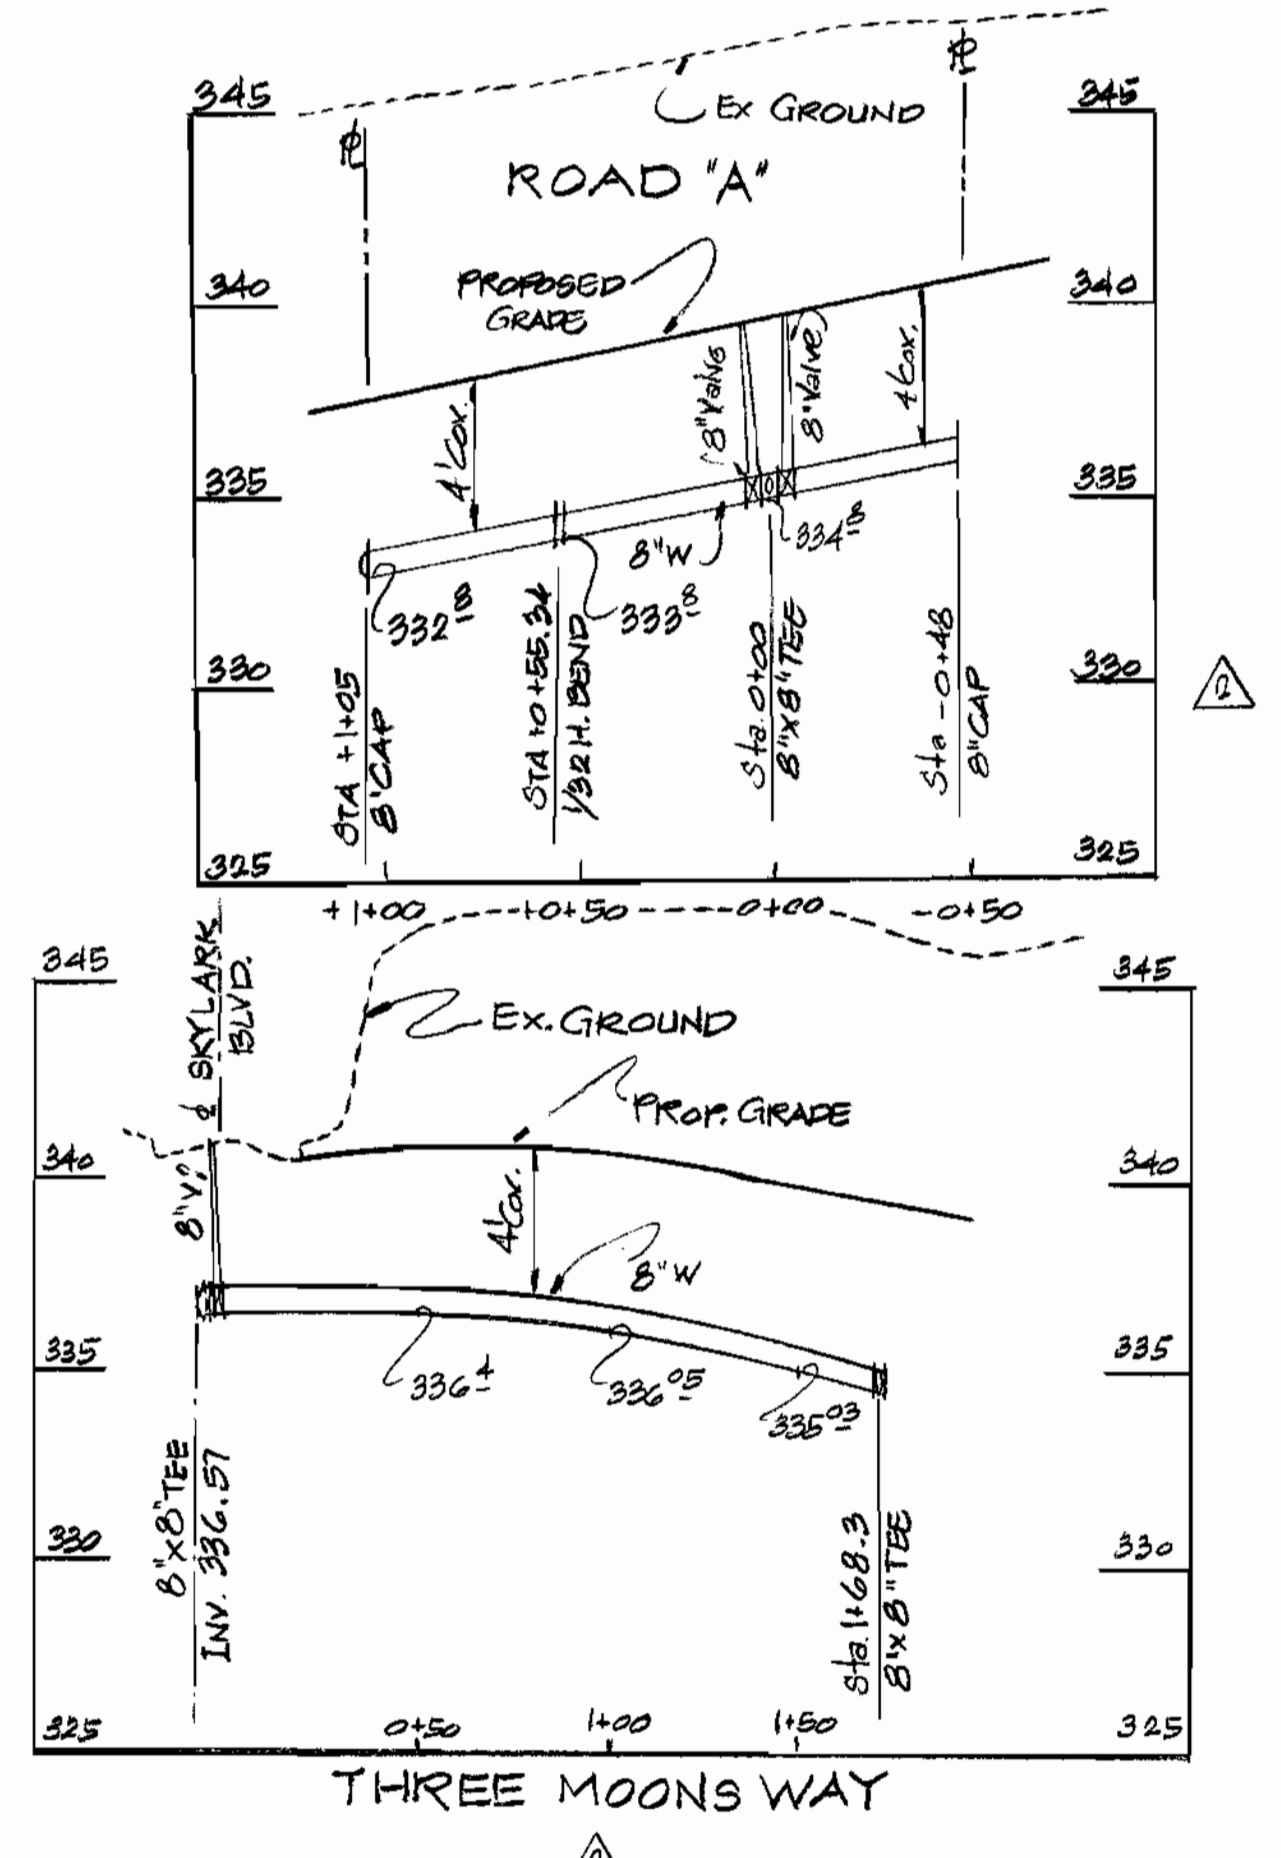 345
345
Ex GROUND
ROAD "A"
340
PROPOSED
GRADE
340
8"Valve
8"Valve
4'Cov.
4'Cov.
335
335
8"W
334.8
332.18
333.8
330
330
2
STA +1+05
8"CAP
STA +0+55.34
1/32 H. BEND
Sta. 0+00
8"x8"TEE
Sta -0+48
8"CAP
325
325
+1+00
+0+50
0+00
-0+50
345
SKYLARK
BLVD.
345
Ex. GROUND
PROP. GRADE
340
340
8"V.
4'Cov.
8"W
335
335
336.4
336.05
335.03
8"x8"TEE
INV. 336.57
330
330
Sta. 1+68.3
8"x8"TEE
325
0+50
1+00
1+50
325
THREE MOONS WAY